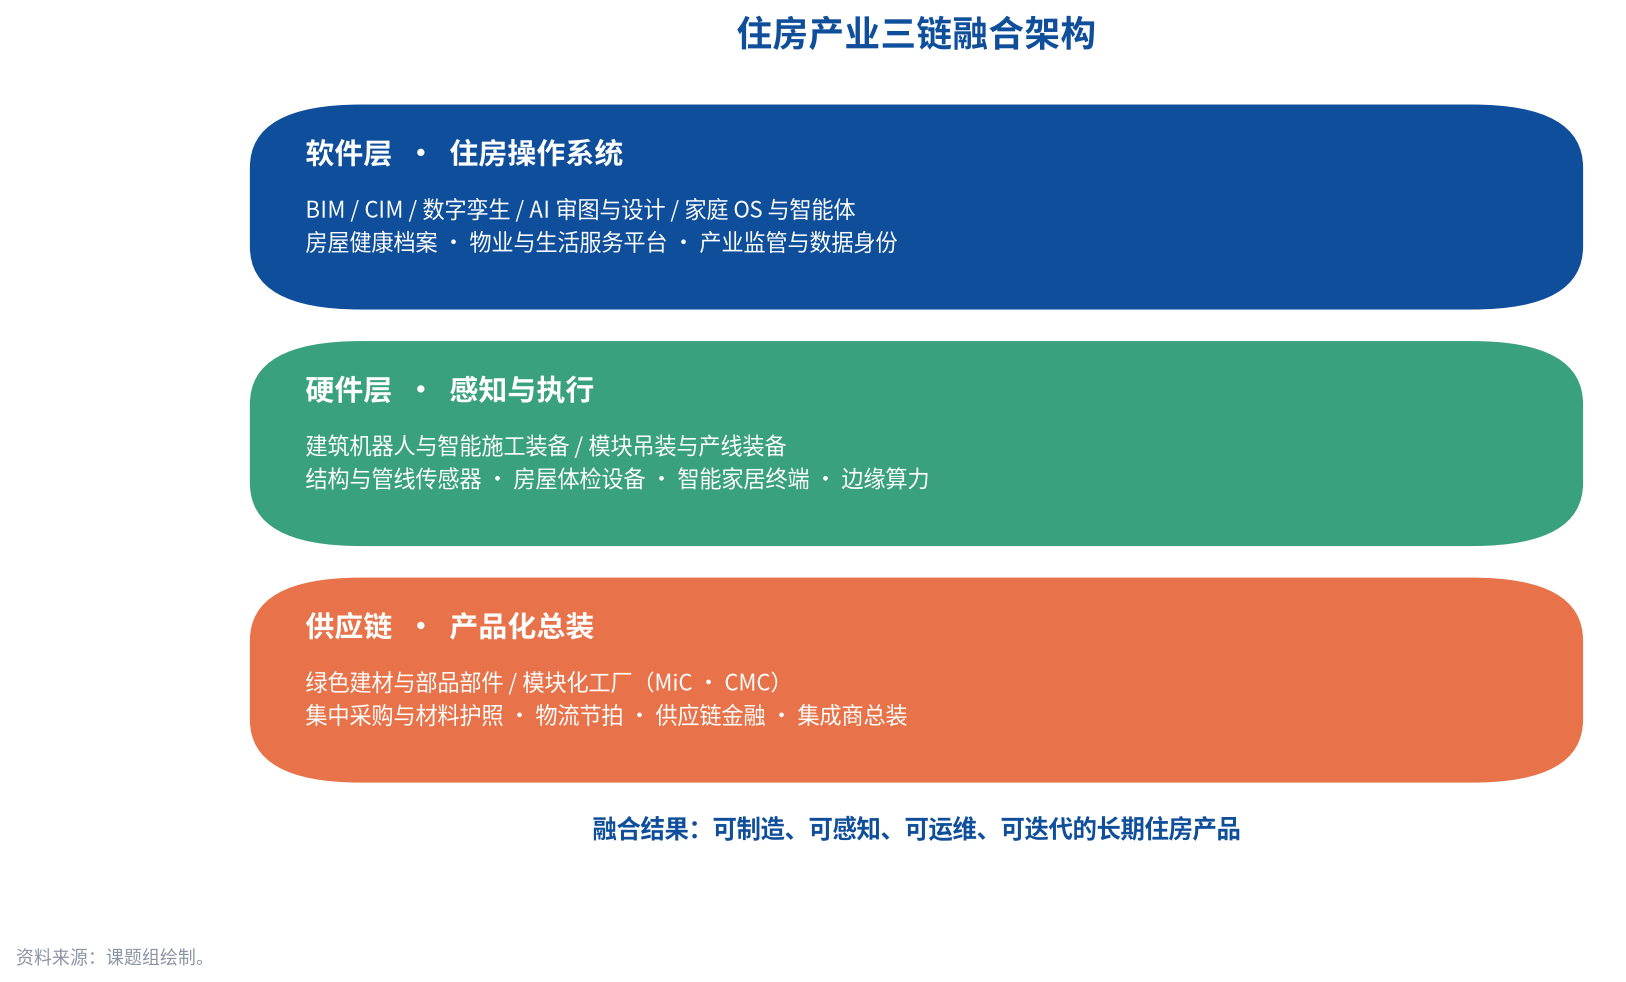 住房产业三链融合架构
软件层 · 住房操作系统
BIM / CIM / 数字孪生 / AI 审图与设计 / 家庭 OS 与智能体
房屋健康档案 · 物业与生活服务平台 · 产业监管与数据身份
硬件层 · 感知与执行
建筑机器人与智能施工装备 / 模块吊装与产线装备
结构与管线传感器 · 房屋体检设备 · 智能家居终端 · 边缘算力
供应链 · 产品化总装
绿色建材与部品部件 / 模块化工厂（MiC · CMC）
集中采购与材料护照 · 物流节拍 · 供应链金融 · 集成商总装
融合结果：可制造、可感知、可运维、可迭代的长期住房产品
资料来源：课题组绘制。